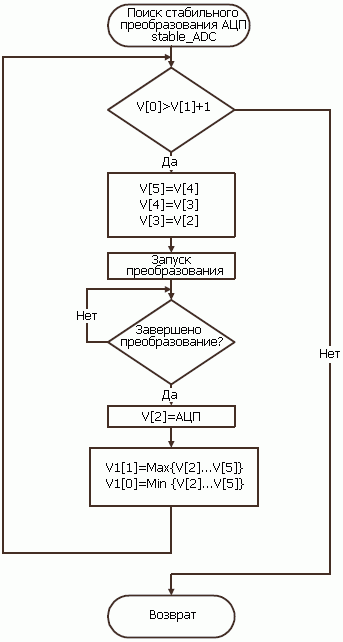 Поиск стабильного
преобразования АЦП
stable_ADC
V[0]>V[1]+1
Да
V[5]=V[4]
V[4]=V[3]
V[3]=V[2]
Запуск
преобразования
Нет
Завершено
преобразование?
Нет
Да
V[2]=АЦП
V1[1]=Max{V[2]...V[5]}
V1[0]=Min {V[2]...V[5]}
Возврат